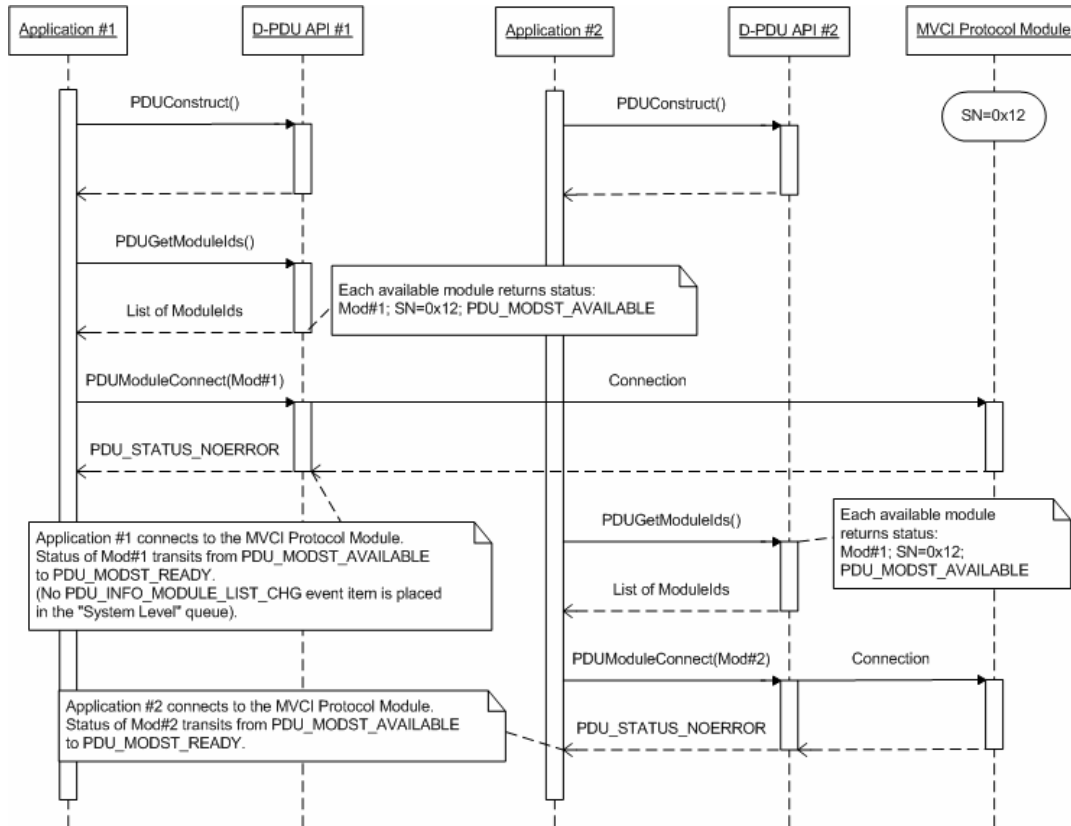 Application #1
D-PDU API #1
Application #2
D-PDU API #2
MVCI Protocol Module
PDUConstruct()
PDUConstruct()
SN=0x12
PDUGetModuleIds()
Each available module returns status:
Mod#1; SN=0x12; PDU_MODST_AVAILABLE
List of ModuleIds
PDUModuleConnect(Mod#1)
Connection
PDU_STATUS_NOERROR
Application #1 connects to the MVCI Protocol Module.
Status of Mod#1 transits from PDU_MODST_AVAILABLE
to PDU_MODST_READY.
(No PDU_INFO_MODULE_LIST_CHG event item is placed
in the "System Level" queue).
PDUGetModuleIds()
Each available module
returns status:
Mod#1; SN=0x12;
PDU_MODST_AVAILABLE
List of ModuleIds
PDUModuleConnect(Mod#2)
Connection
Application #2 connects to the MVCI Protocol Module.
Status of Mod#2 transits from PDU_MODST_AVAILABLE
to PDU_MODST_READY.
PDU_STATUS_NOERROR